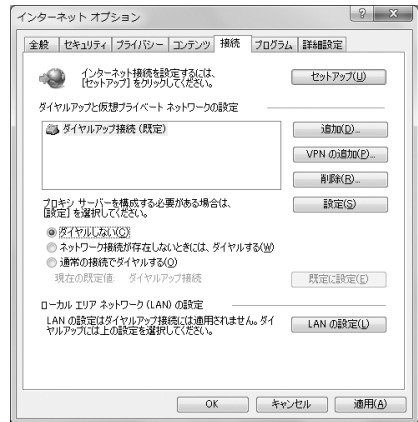 インターネット オプション
全般 セキュリティ プライバシー コンテンツ 接続 プログラム 詳細設定
インターネット接続を設定するには、
[セットアップ] をクリックしてください。
セットアップ(U)
ダイヤルアップと仮想プライベート ネットワークの設定
ダイヤルアップ接続 (既定)
追加(D)...
VPN の追加(P)...
削除(R)...
プロキシ サーバーを構成する必要がある場合は、
[設定] を選択してください。
設定(S)
ダイヤルしない(C)
ネットワーク接続が存在しないときには、ダイヤルする(W)
通常の接続でダイヤルする(O)
現在の既定値: ダイヤルアップ接続
既定に設定(E)
ローカル エリア ネットワーク (LAN) の設定
LAN の設定はダイヤルアップ接続には適用されません。ダイ
ヤルアップには上の設定を選択してください。
LAN の設定(L)
OK キャンセル 適用(A)